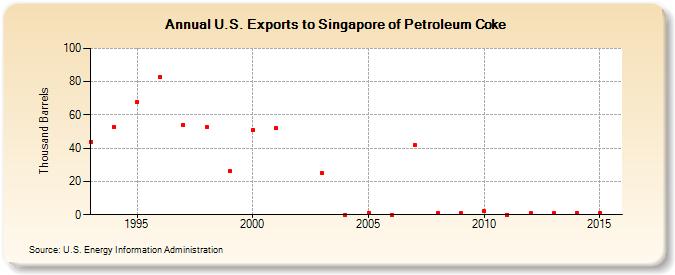 Annual U.S. Exports to Singapore of Petroleum Coke
Thousand Barrels
100
80
60
40
20
0
1995 2000 2005 2010 2015
Source: U.S. Energy Information Administration